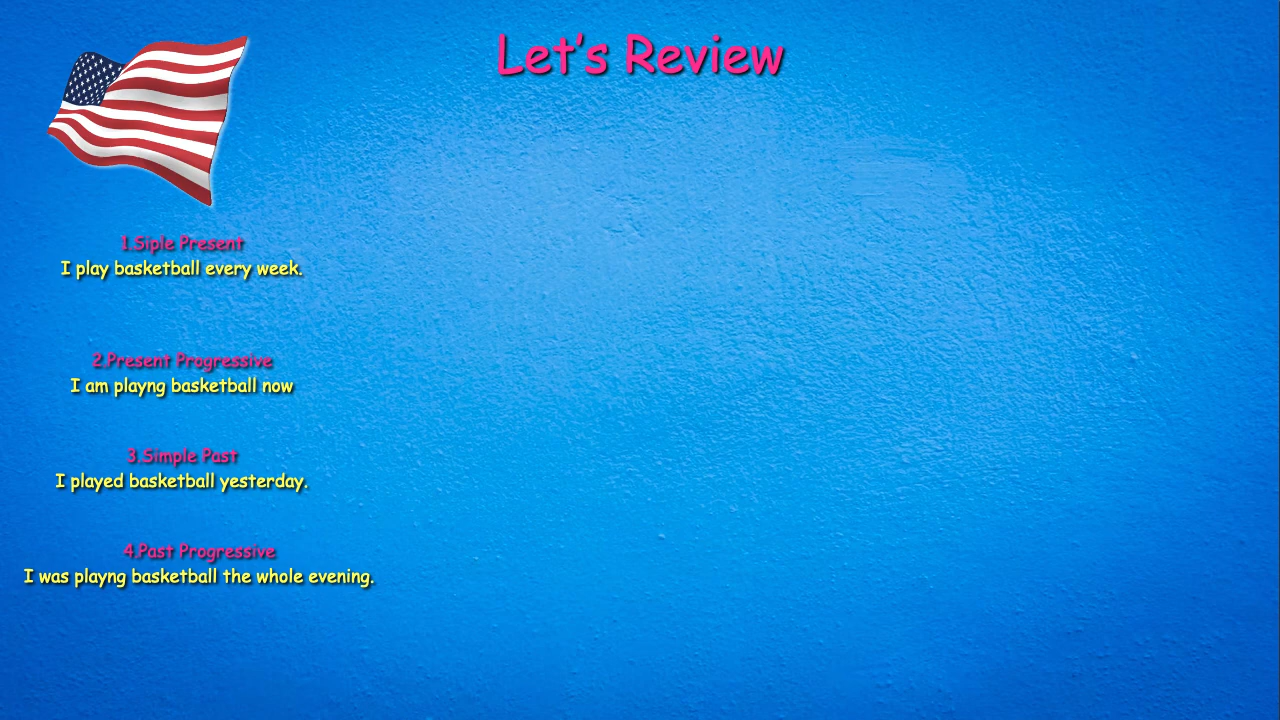 Let's Review
1.Siple Present
I play basketball every week.
2.Present Progressive
I am playng basketball now
3.Simple Past
I played basketball yesterday.
4.Past Progressive
I was playng basketball the whole evening.